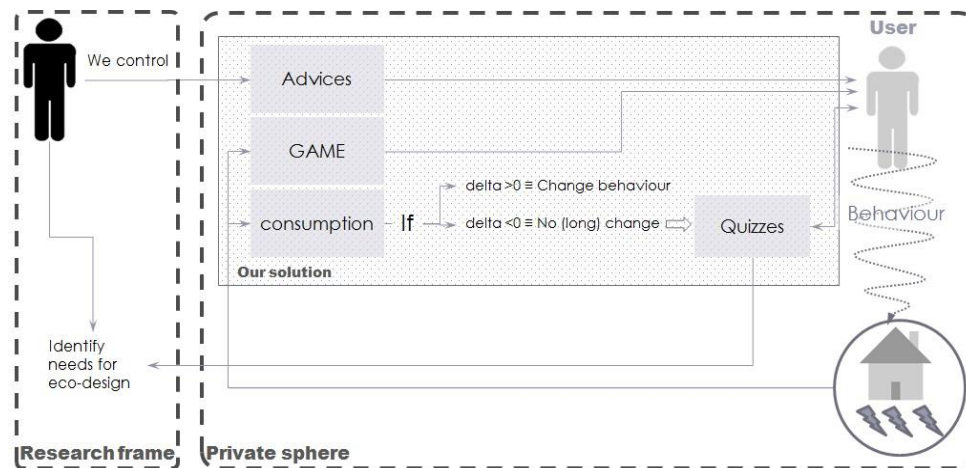 User
We control
Advices
GAME
delta >0 ≡ Change behaviour
consumption
If
delta <0 ≡ No (long) change
Quizzes
Behaviour
Our solution
Identify
needs for
eco-design
Research frame
Private sphere